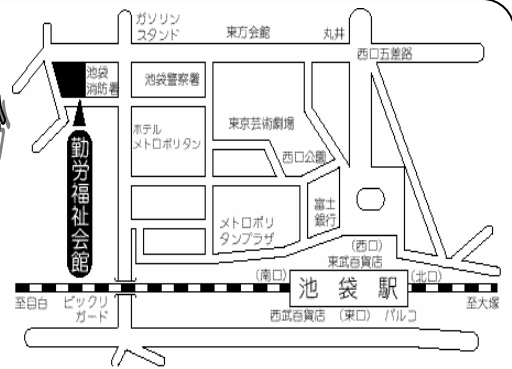 ガソリン
スタンド
東方会館
丸井
西口五差路
池袋
消防署
池袋警察署
ホテル
メトロポリタン
東京芸術劇場
西口公園
勤労福祉会館
メトロポリ
タンプラザ
富士
銀行
(西口)
東武百貨店
(南口)
池袋駅
(北口)
至目白
ビックリ
ガード
西武百貨店 (東口) パルコ
至大塚